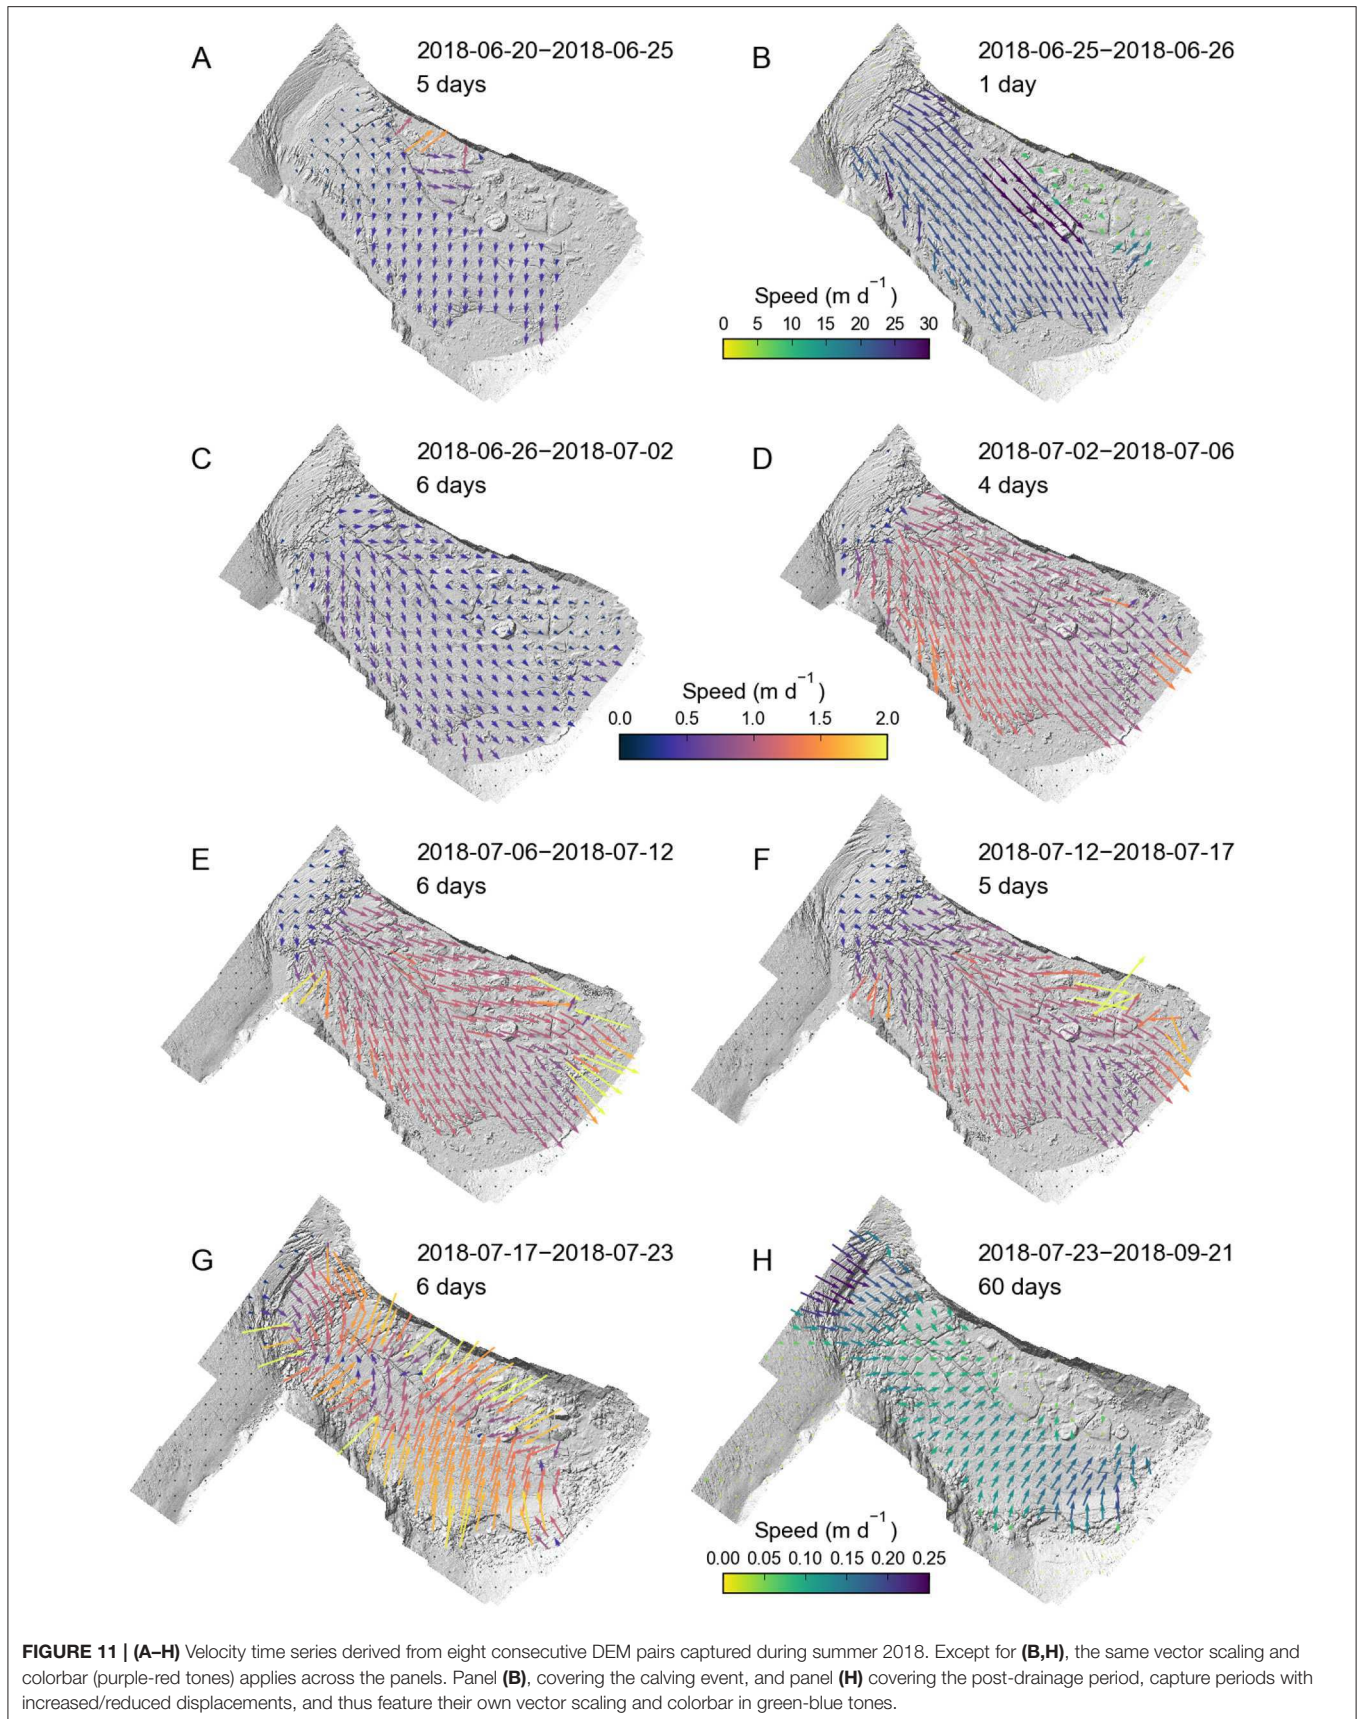 A
2018-06-20−2018-06-25
5 days
B
2018-06-25−2018-06-26
1 day
Speed (m d⁻¹)
0 5 10 15 20 25 30
C
2018-06-26−2018-07-02
6 days
D
2018-07-02−2018-07-06
4 days
Speed (m d⁻¹)
0.0 0.5 1.0 1.5 2.0
E
2018-07-06−2018-07-12
6 days
F
2018-07-12−2018-07-17
5 days
G
2018-07-17−2018-07-23
6 days
H
2018-07-23−2018-09-21
60 days
Speed (m d⁻¹)
0.00 0.05 0.10 0.15 0.20 0.25
FIGURE 11 | (A–H) Velocity time series derived from eight consecutive DEM pairs captured during summer 2018. Except for (B,H), the same vector scaling and
colorbar (purple-red tones) applies across the panels. Panel (B), covering the calving event, and panel (H) covering the post-drainage period, capture periods with
increased/reduced displacements, and thus feature their own vector scaling and colorbar in green-blue tones.